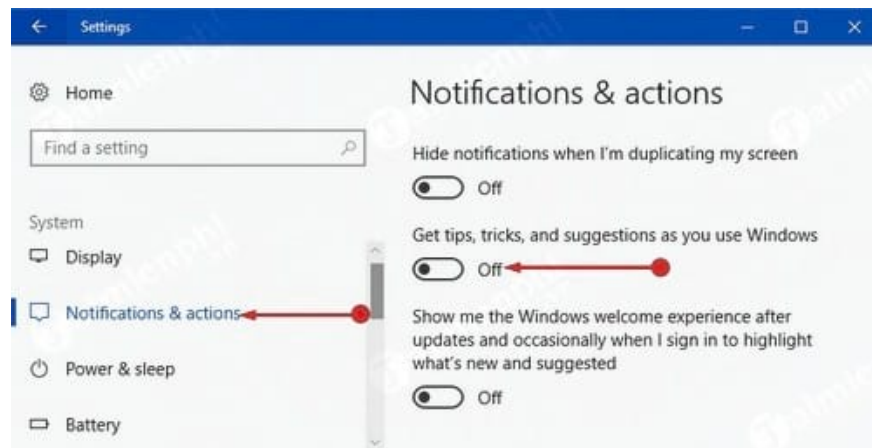 Settings
Home
Notifications & actions
Find a setting
Hide notifications when I'm duplicating my screen
Off
System
Get tips, tricks, and suggestions as you use Windows
Display
Off
Notifications & actions
Show me the Windows welcome experience after
updates and occasionally when I sign in to highlight
what's new and suggested
Power & sleep
Off
Battery